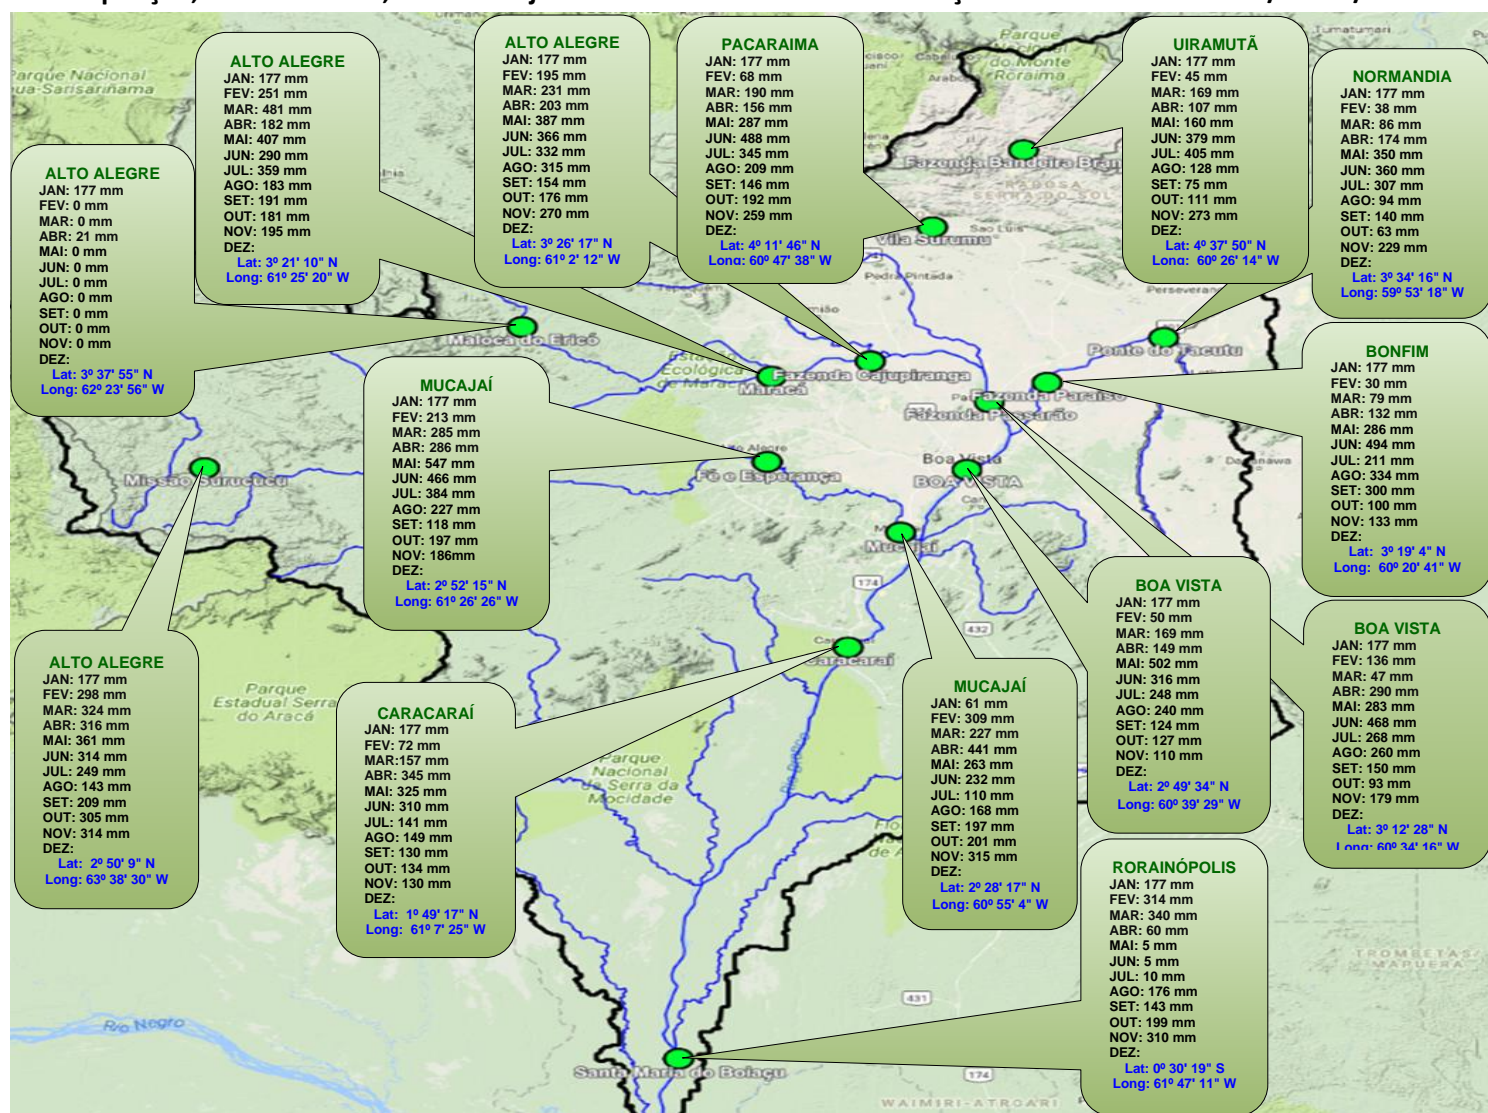 ALTO ALEGRE
JAN: 177 mm
FEV: 0 mm
MAR: 0 mm
ABR: 21 mm
MAI: 0 mm
JUN: 0 mm
JUL: 0 mm
AGO: 0 mm
SET: 0 mm
OUT: 0 mm
NOV: 0 mm
DEZ:
Lat: 3º 37' 55" N
Long: 62º 23' 56" W
ALTO ALEGRE
JAN: 177 mm
FEV: 251 mm
MAR: 481 mm
ABR: 182 mm
MAI: 407 mm
JUN: 290 mm
JUL: 359 mm
AGO: 183 mm
SET: 191 mm
OUT: 181 mm
NOV: 195 mm
DEZ:
Lat: 3º 21' 10" N
Long: 61º 25' 20" W
ALTO ALEGRE
JAN: 177 mm
FEV: 195 mm
MAR: 231 mm
ABR: 203 mm
MAI: 387 mm
JUN: 366 mm
JUL: 332 mm
AGO: 315 mm
SET: 154 mm
OUT: 176 mm
NOV: 270 mm
DEZ:
Lat: 3º 26' 17" N
Long: 61º 2' 12" W
PACARAIMA
JAN: 177 mm
FEV: 68 mm
MAR: 190 mm
ABR: 156 mm
MAI: 287 mm
JUN: 488 mm
JUL: 345 mm
AGO: 209 mm
SET: 146 mm
OUT: 192 mm
NOV: 259 mm
DEZ:
Lat: 4º 11' 46" N
Long: 60º 47' 38" W
UIRAMUTÃ
JAN: 177 mm
FEV: 45 mm
MAR: 169 mm
ABR: 107 mm
MAI: 160 mm
JUN: 379 mm
JUL: 405 mm
AGO: 128 mm
SET: 75 mm
OUT: 111 mm
NOV: 273 mm
DEZ:
Lat: 4º 37' 50" N
Long: 60º 26' 14" W
NORMANDIA
JAN: 177 mm
FEV: 38 mm
MAR: 86 mm
ABR: 174 mm
MAI: 350 mm
JUN: 360 mm
JUL: 307 mm
AGO: 94 mm
SET: 140 mm
OUT: 63 mm
NOV: 229 mm
DEZ:
Lat: 3º 34' 16" N
Long: 59º 53' 18" W
MUCAJAÍ
JAN: 177 mm
FEV: 213 mm
MAR: 285 mm
ABR: 286 mm
MAI: 547 mm
JUN: 466 mm
JUL: 384 mm
AGO: 227 mm
SET: 118 mm
OUT: 197 mm
NOV: 186mm
DEZ:
Lat: 2º 52' 15" N
Long: 61º 26' 26" W
BONFIM
JAN: 177 mm
FEV: 30 mm
MAR: 79 mm
ABR: 132 mm
MAI: 286 mm
JUN: 494 mm
JUL: 211 mm
AGO: 334 mm
SET: 300 mm
OUT: 100 mm
NOV: 133 mm
DEZ:
Lat: 3º 19' 4" N
Long: 60º 20' 41" W
ALTO ALEGRE
JAN: 177 mm
FEV: 298 mm
MAR: 324 mm
ABR: 316 mm
MAI: 361 mm
JUN: 314 mm
JUL: 249 mm
AGO: 143 mm
SET: 209 mm
OUT: 305 mm
NOV: 314 mm
DEZ:
Lat: 2º 50' 9" N
Long: 63º 38' 30" W
CARACARAÍ
JAN: 177 mm
FEV: 72 mm
MAR:157 mm
ABR: 345 mm
MAI: 325 mm
JUN: 310 mm
JUL: 141 mm
AGO: 149 mm
SET: 130 mm
OUT: 134 mm
NOV: 130 mm
DEZ:
Lat: 1º 49' 17" N
Long: 61º 7' 25" W
MUCAJAÍ
JAN: 61 mm
FEV: 309 mm
MAR: 227 mm
ABR: 441 mm
MAI: 263 mm
JUN: 232 mm
JUL: 110 mm
AGO: 168 mm
SET: 197 mm
OUT: 201 mm
NOV: 315 mm
DEZ:
Lat: 2º 28' 17" N
Long: 60º 55' 4" W
BOA VISTA
JAN: 177 mm
FEV: 50 mm
MAR: 169 mm
ABR: 149 mm
MAI: 502 mm
JUN: 316 mm
JUL: 248 mm
AGO: 240 mm
SET: 124 mm
OUT: 127 mm
NOV: 110 mm
DEZ:
Lat: 2º 49' 34" N
Long: 60º 39' 29" W
BOA VISTA
JAN: 177 mm
FEV: 136 mm
MAR: 47 mm
ABR: 290 mm
MAI: 283 mm
JUN: 468 mm
JUL: 268 mm
AGO: 260 mm
SET: 150 mm
OUT: 93 mm
NOV: 179 mm
DEZ:
Lat: 3º 12' 28" N
Long: 60º 34' 16" W
RORAINÓPOLIS
JAN: 177 mm
FEV: 314 mm
MAR: 340 mm
ABR: 60 mm
MAI: 5 mm
JUN: 5 mm
JUL: 10 mm
AGO: 176 mm
SET: 143 mm
OUT: 199 mm
NOV: 310 mm
DEZ:
Lat: 0º 30' 19" S
Long: 61º 47' 11" W
Parque Nacional
Parque
do Monte
Roraima
Tumatumari
Fazenda Bandeira Bran
RAPOSA
SERRA DO SOL
Vila Surumu
Sao Luis
Pedra Pintada
Maloca do Ericó
Estação
Ecológica
de Marac
Maracá
Fazenda Cajupiranga
Ponte do Tacutu
Fazenda Paraiso
Fazenda Passarão
Missão Surucucu
Fé e Esperança
Boa Vista
BOA VISTA
Mucajaí
174
432
Caracaraí
Parque
Estadual Serra
do Aracá
Parque
Nacional
da Serra da
Mocidade
Rio Branco
Rio Negro
431
174
Santa Maria do Boiaçu
WAIMIRI-ATROARI
TROMBETAS/
MAPUERA